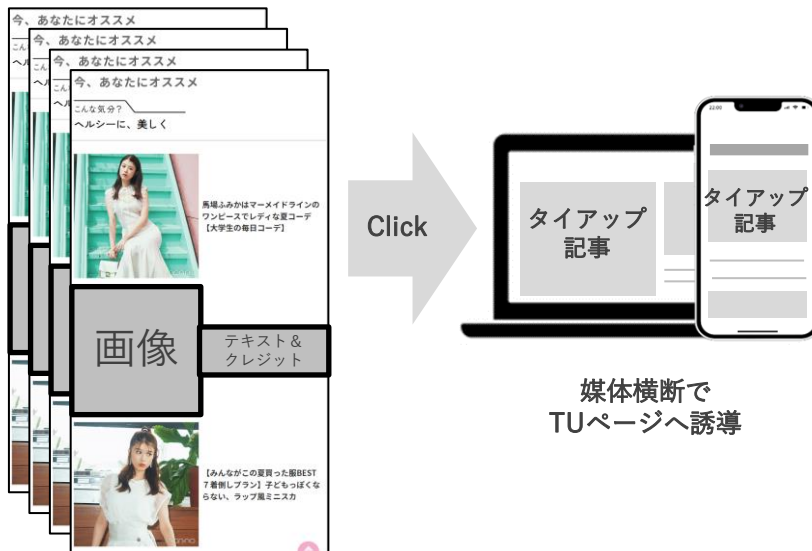 今、あなたにオススメ
今、あなたにオススメ
今、あなたにオススメ
今、あなたにオススメ
こんな気分？
ヘルシーに、美しく
馬場ふみかはマーメイドラインの
ワンピースでレディな夏コーデ
【大学生の毎日コーデ】
画像
テキスト＆
クレジット
【みんながこの夏買った服BEST
７着倒しプラン】子どもっぽくな
らない、ラップ風ミニスカ
Click
タイアップ
記事
タイアップ
記事
媒体横断で
TUページへ誘導